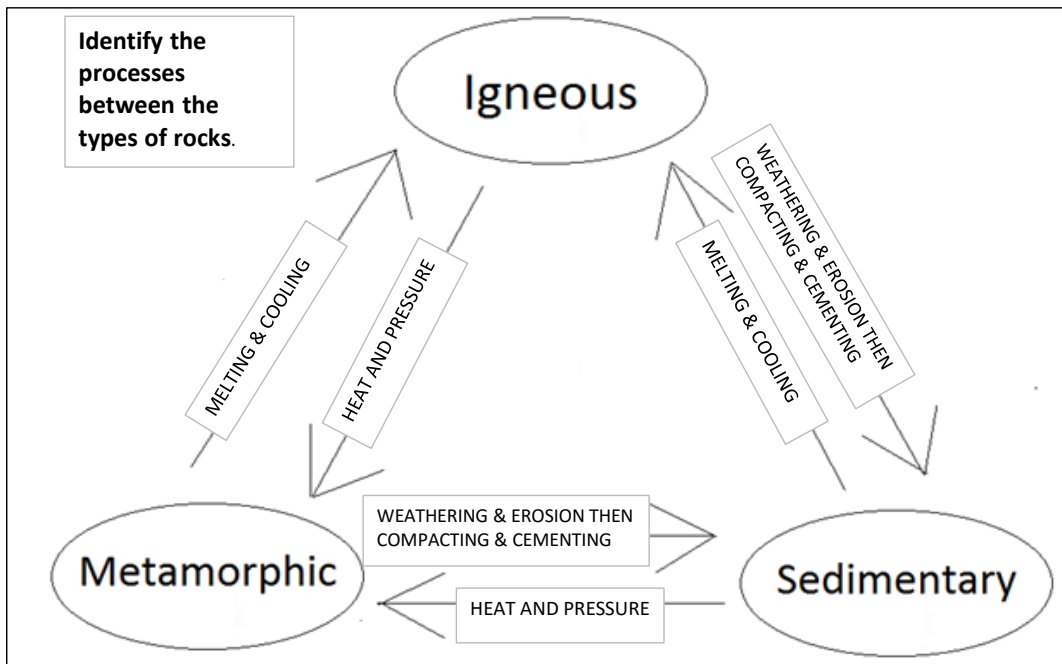 Identify the
processes
between the
types of rocks.
Igneous
MELTING & COOLING
HEAT AND PRESSURE
MELTING & COOLING
WEATHERING & EROSION THEN
COMPACTING & CEMENTING
WEATHERING & EROSION THEN
COMPACTING & CEMENTING
Metamorphic
Sedimentary
HEAT AND PRESSURE